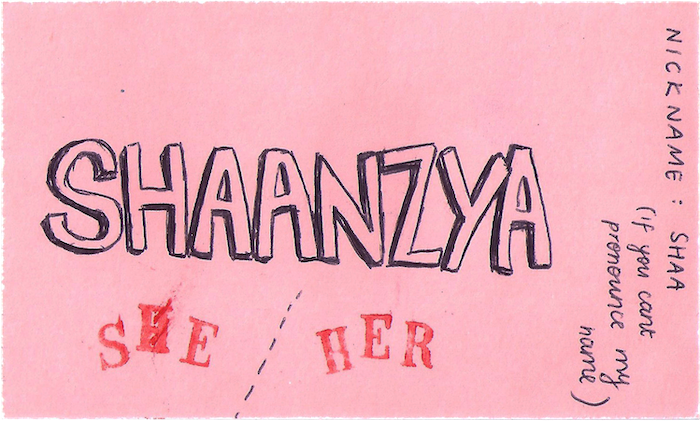 SHAANZYA
SHE / HER
NICKNAME: SHAA
(if you cant
pronounce my
name)